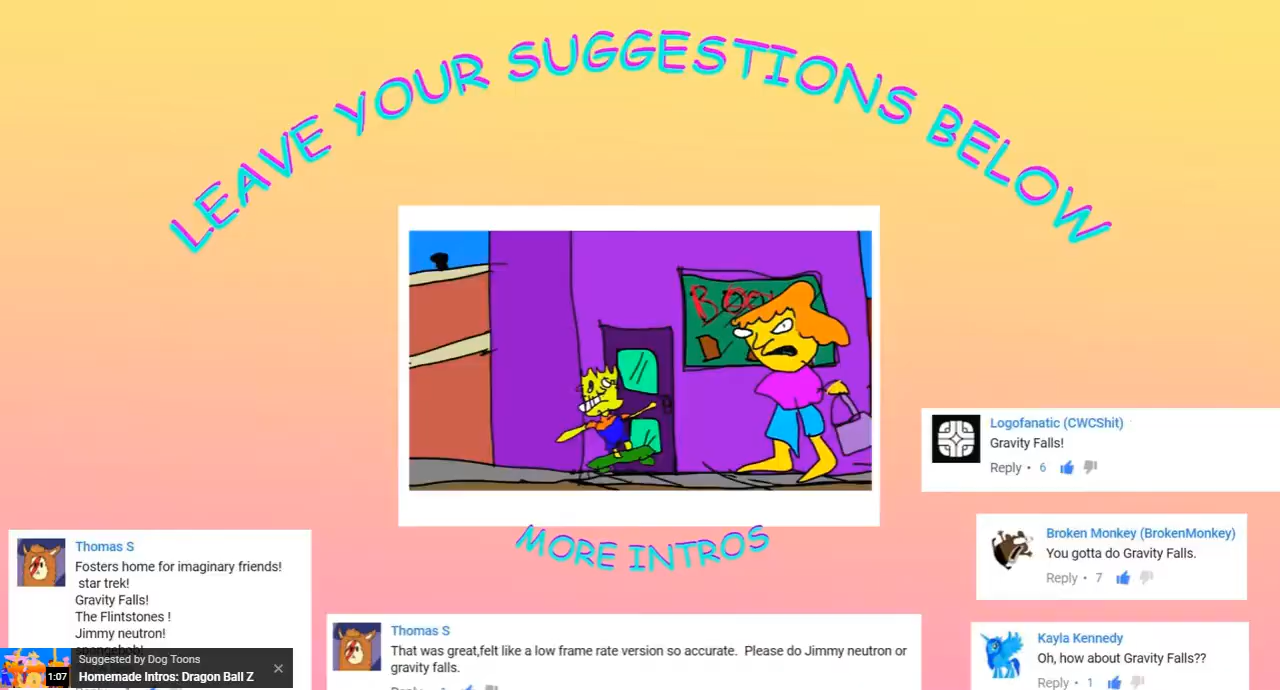 LEAVE YOUR SUGGESTIONS BELOW
BOO
MORE INTROS
Logofanatic (CWCShit)
Gravity Falls!
Reply • 6
Broken Monkey (BrokenMonkey)
You gotta do Gravity Falls.
Reply • 7
Kayla Kennedy
Oh, how about Gravity Falls??
Reply • 1
Thomas S
Fosters home for imaginary friends!
star trek!
Gravity Falls!
The Flintstones !
Jimmy neutron!
spongebob!
Thomas S
That was great,felt like a low frame rate version so accurate.  Please do Jimmy neutron or
gravity falls.
1:07
Suggested by Dog Toons
Homemade Intros: Dragon Ball Z